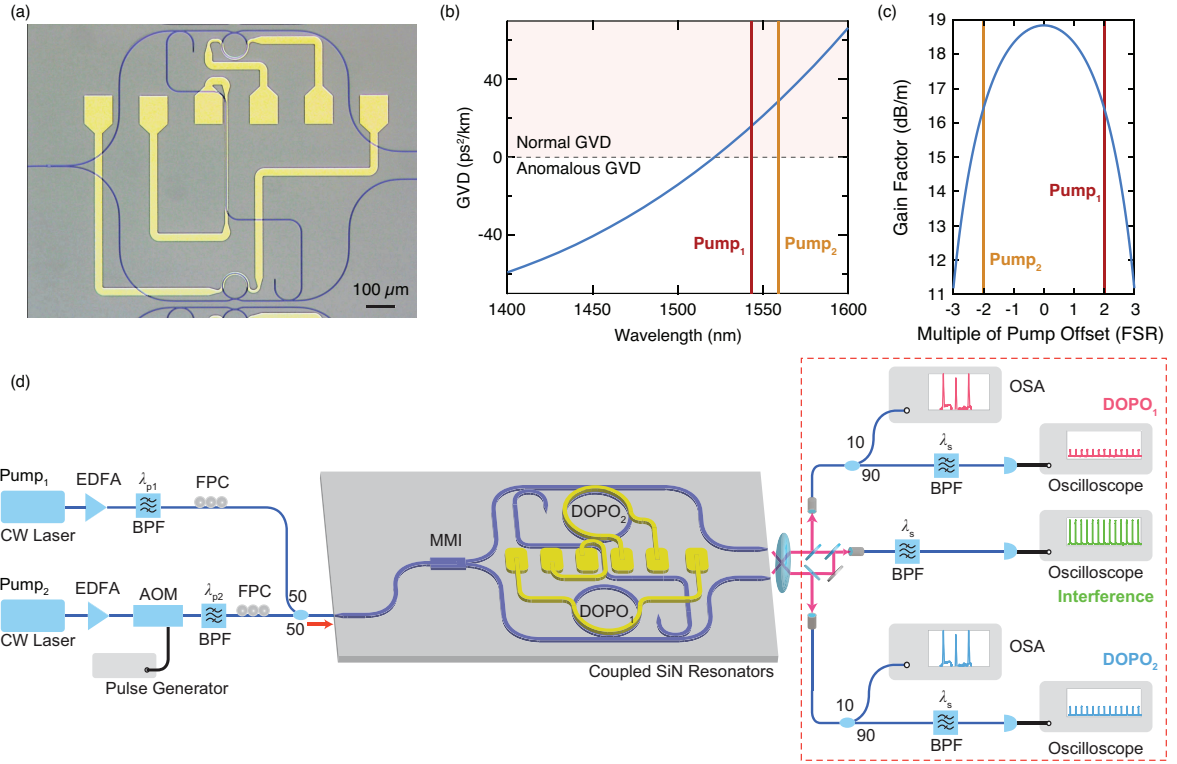 (a)
100 µm
(b)
GVD (ps²/km)
40
0
-40
Normal GVD
Anomalous GVD
Pump₁
Pump₂
1400
1450
1500
1550
1600
Wavelength (nm)
(c)
Gain Factor (dB/m)
19
18
17
16
15
14
13
12
11
Pump₁
Pump₂
-3
-2
-1
0
1
2
3
Multiple of Pump Offset (FSR)
(d)
Pump₁
CW Laser
EDFA
λp1
BPF
FPC
Pump₂
CW Laser
EDFA
AOM
λp2
BPF
FPC
50
50
Pulse Generator
MMI
DOPO₂
DOPO₁
Coupled SiN Resonators
OSA
DOPO₁
10
90
λs
BPF
Oscilloscope
λs
BPF
Oscilloscope
Interference
OSA
DOPO₂
10
90
λs
BPF
Oscilloscope